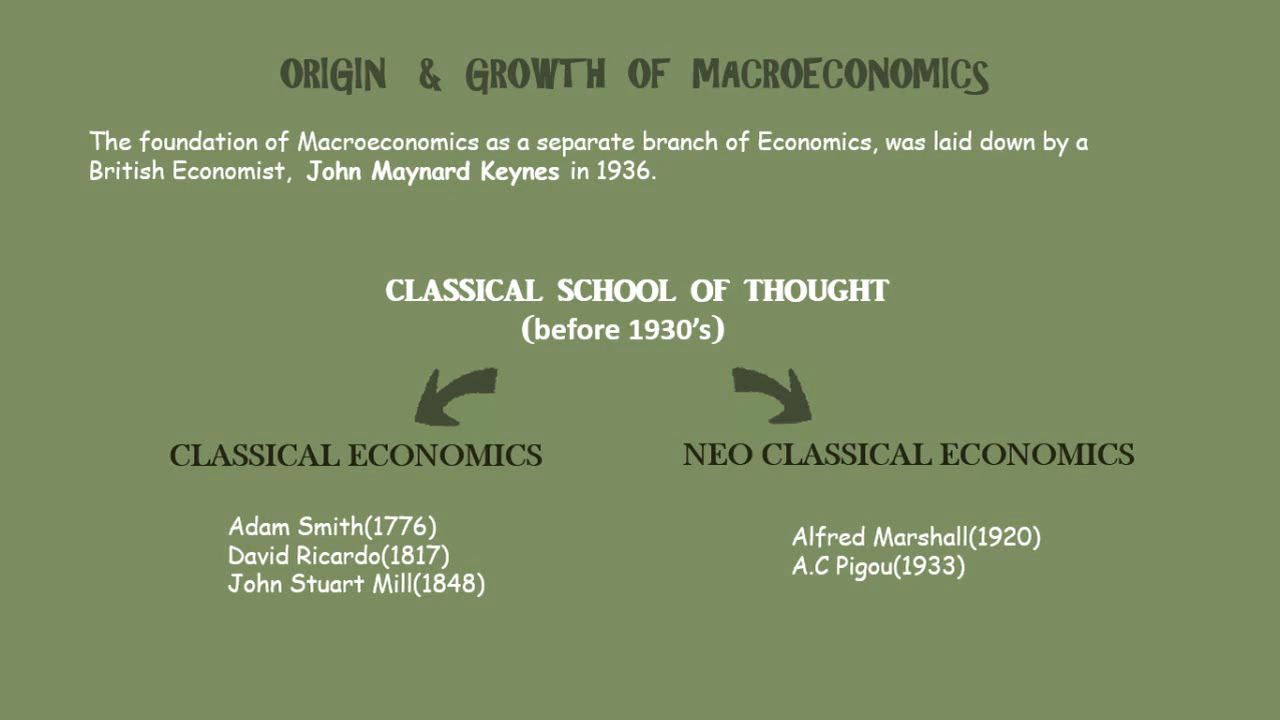 ORIGIN & GROWTH OF MACROECONOMICS
The foundation of Macroeconomics as a separate branch of Economics, was laid down by a
British Economist, John Maynard Keynes in 1936.
CLASSICAL SCHOOL OF THOUGHT
(before 1930's)
CLASSICAL ECONOMICS
Adam Smith(1776)
David Ricardo(1817)
John Stuart Mill(1848)
NEO CLASSICAL ECONOMICS
Alfred Marshall(1920)
A.C Pigou(1933)